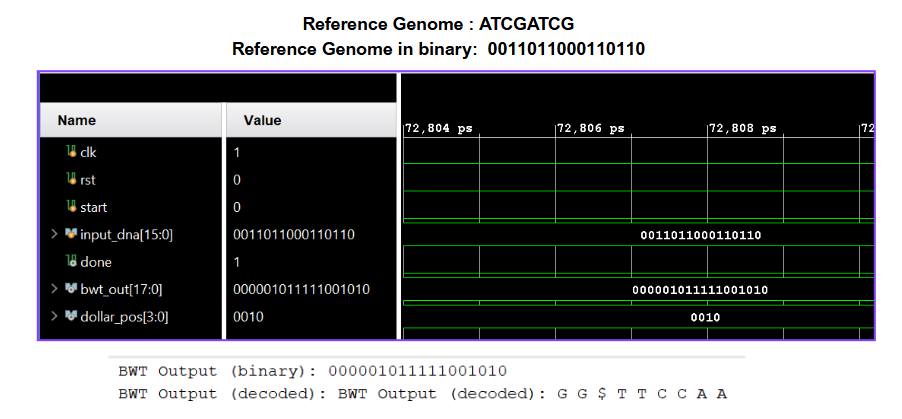 Reference Genome : ATCGATCG
Reference Genome in binary: 0011011000110110
Name Value
72,804 ps 72,806 ps 72,808 ps 72
clk 1
rst 0
start 0
input_dna[15:0] 0011011000110110 0011011000110110
done 1
bwt_out[17:0] 000001011111001010 000001011111001010
dollar_pos[3:0] 0010 0010
BWT Output (binary): 000001011111001010
BWT Output (decoded): BWT Output (decoded): G G $ T T C C A A